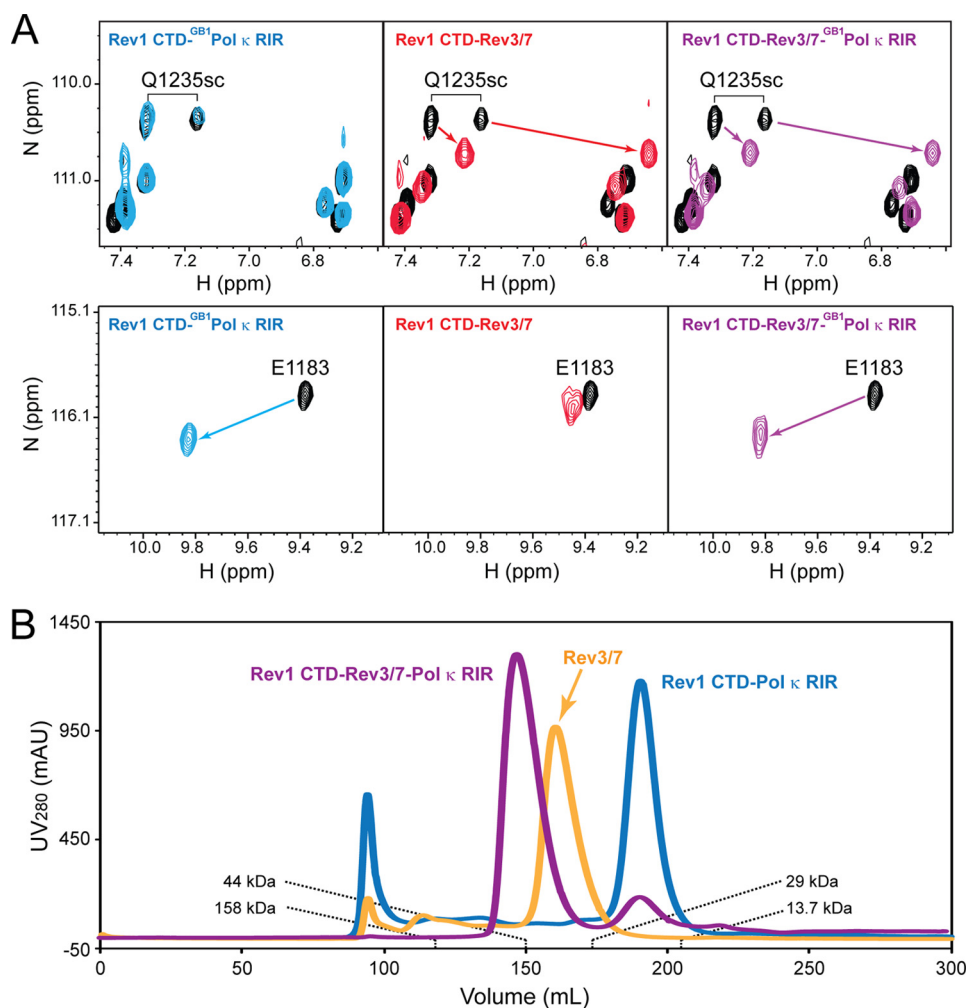 A
Rev1 CTD-GB1Pol κ RIR
Rev1 CTD-Rev3/7
Rev1 CTD-Rev3/7-GB1Pol κ RIR
Q1235sc
Q1235sc
Q1235sc
N (ppm)
110.0
111.0
7.4 7.2 7.0 6.8
7.4 7.2 7.0 6.8
7.4 7.2 7.0 6.8
H (ppm)
H (ppm)
H (ppm)
Rev1 CTD-GB1Pol κ RIR
Rev1 CTD-Rev3/7
Rev1 CTD-Rev3/7-GB1Pol κ RIR
E1183
E1183
E1183
N (ppm)
115.1
116.1
117.1
10.0 9.8 9.6 9.4 9.2
10.0 9.8 9.6 9.4 9.2
10.0 9.8 9.6 9.4 9.2
H (ppm)
H (ppm)
H (ppm)
B
1450
950
450
-50
UV280 (mAU)
Rev1 CTD-Rev3/7-Pol κ RIR
Rev3/7
Rev1 CTD-Pol κ RIR
44 kDa
158 kDa
29 kDa
13.7 kDa
0 50 100 150 200 250 300
Volume (mL)